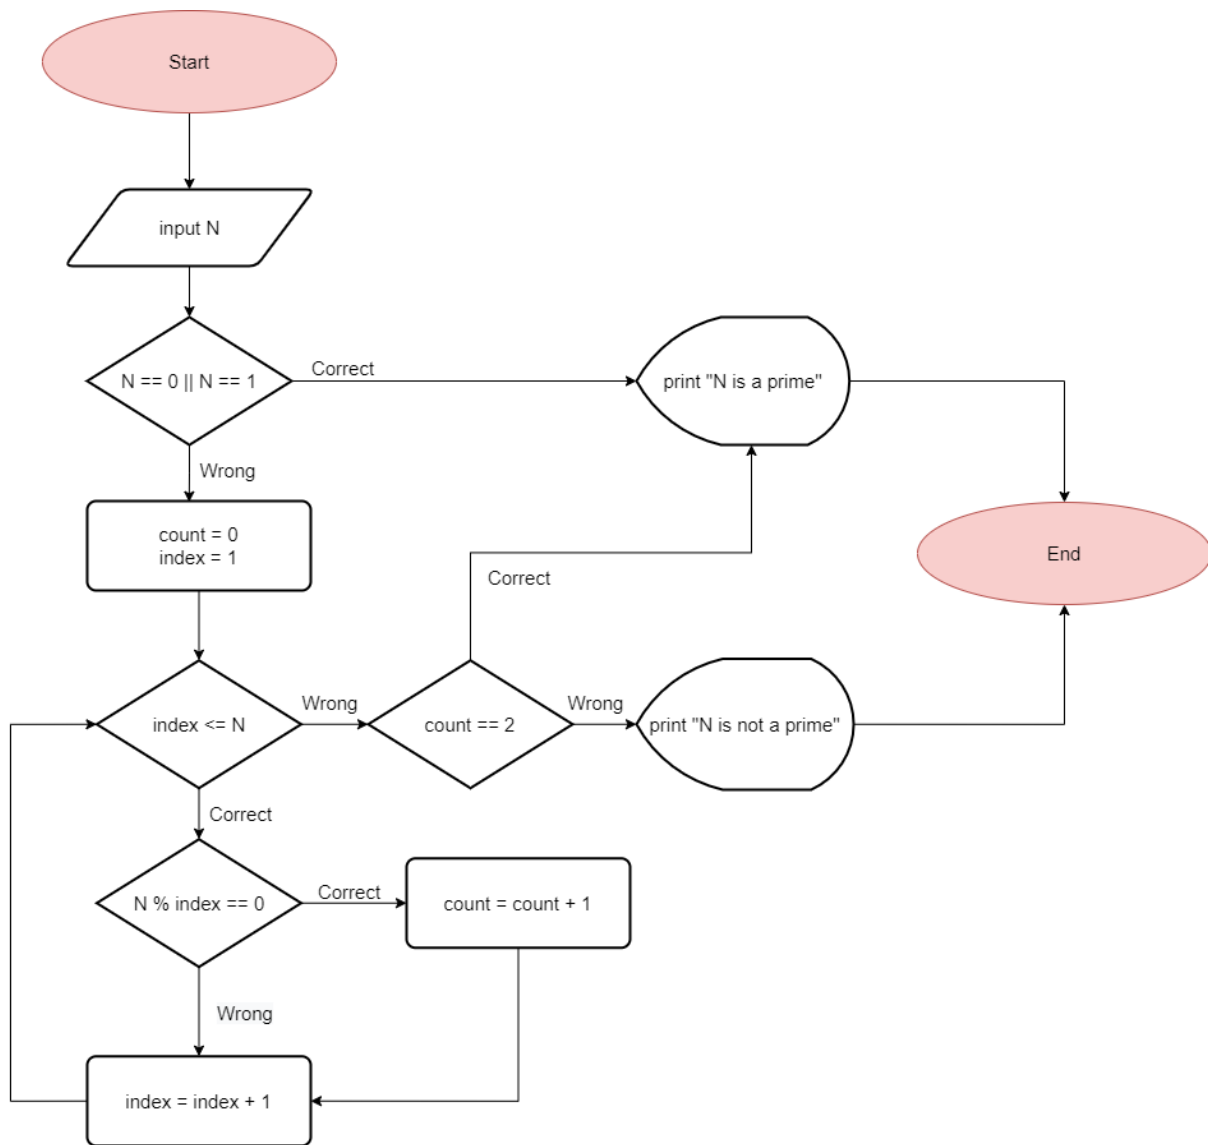 Start
input N
N == 0 || N == 1
Correct
print "N is a prime"
Wrong
count = 0
index = 1
End
Correct
index <= N
Wrong
count == 2
Wrong
print "N is not a prime"
Correct
N % index == 0
Correct
count = count + 1
Wrong
index = index + 1